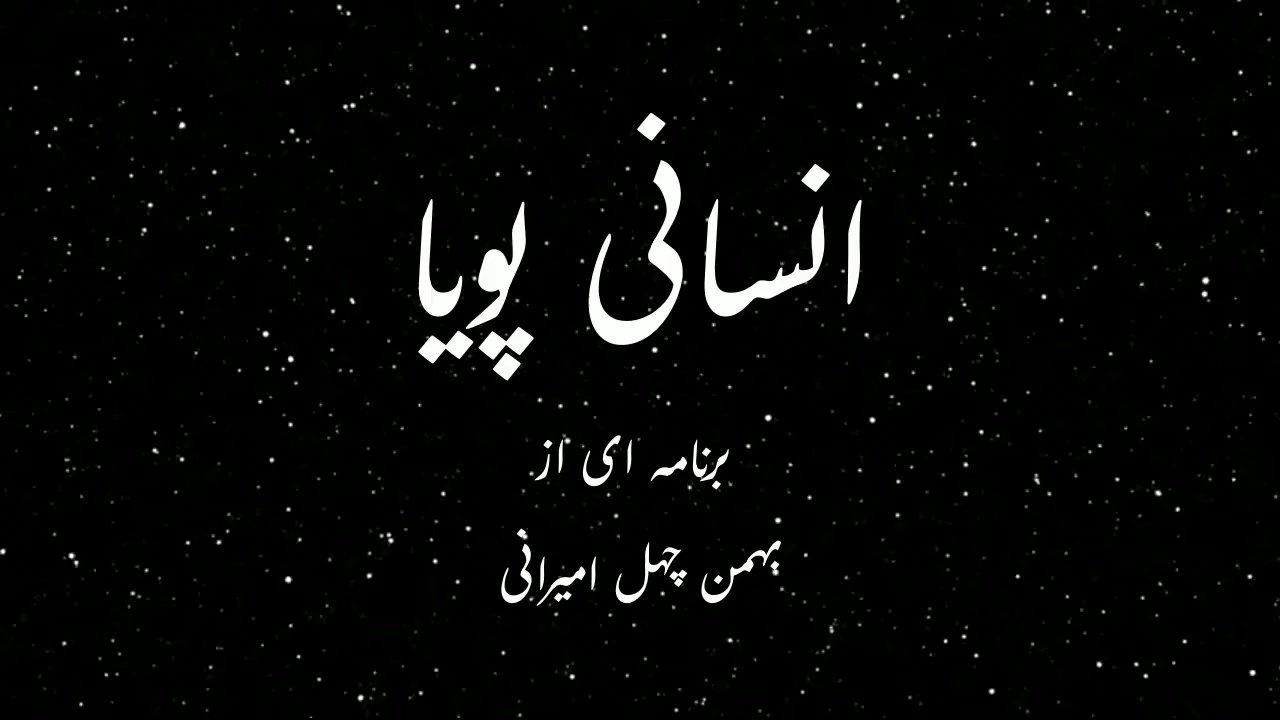 انسانی پویا
برنامه ای از
بهمن چهل امیرانی